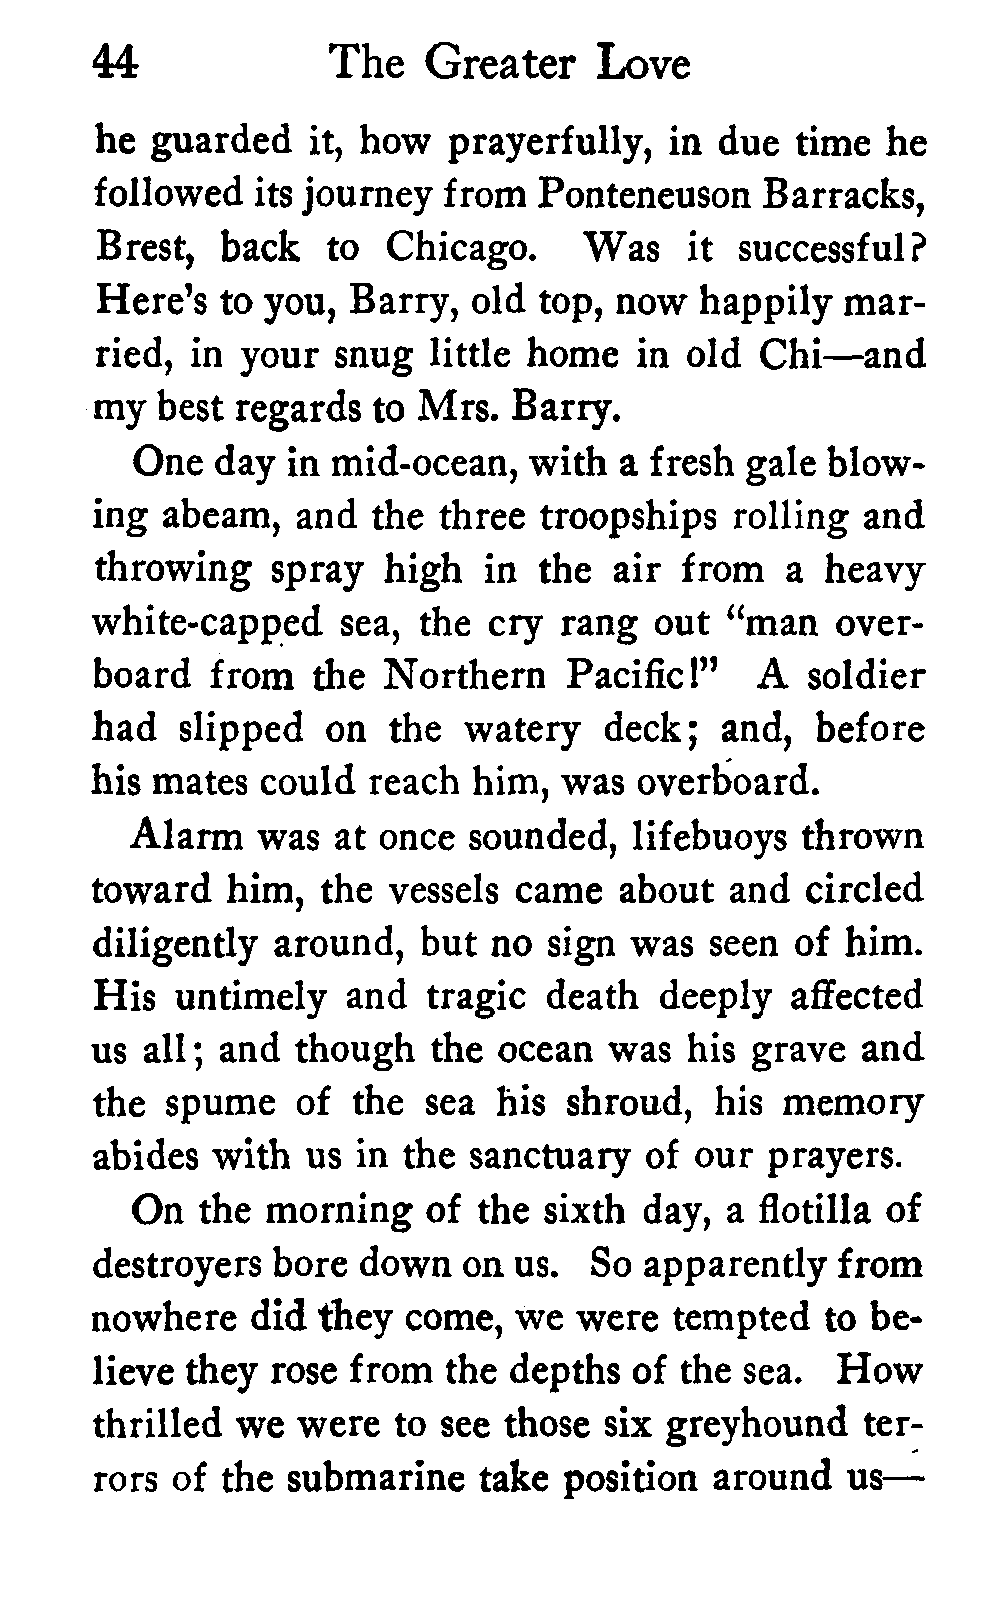 44 The Greater Love
he guarded it, how prayerfully, in due time he
followed its journey from Ponteneuson Barracks,
Brest, back to Chicago. Was it successful?
Here's to you, Barry, old top, now happily mar-
ried, in your snug little home in old Chi—and
my best regards to Mrs. Barry.
One day in mid-ocean, with a fresh gale blow-
ing abeam, and the three troopships rolling and
throwing spray high in the air from a heavy
white-capped sea, the cry rang out "man over-
board from the Northern Pacific!" A soldier
had slipped on the watery deck; and, before
his mates could reach him, was overboard.
Alarm was at once sounded, lifebuoys thrown
toward him, the vessels came about and circled
diligently around, but no sign was seen of him.
His untimely and tragic death deeply affected
us all; and though the ocean was his grave and
the spume of the sea his shroud, his memory
abides with us in the sanctuary of our prayers.
On the morning of the sixth day, a flotilla of
destroyers bore down on us. So apparently from
nowhere did they come, we were tempted to be-
lieve they rose from the depths of the sea. How
thrilled we were to see those six greyhound ter-
rors of the submarine take position around us—